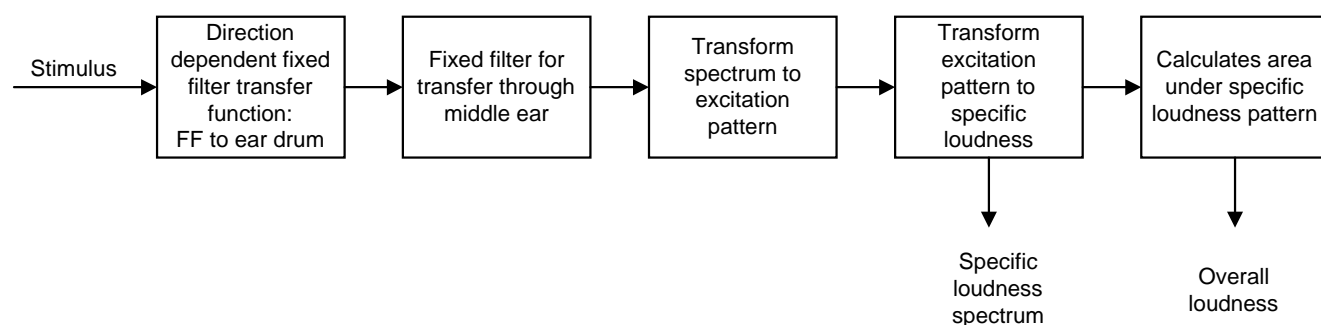 Stimulus
Direction
dependent fixed
filter transfer
function:
FF to ear drum
Fixed filter for
transfer through
middle ear
Transform
spectrum to
excitation
pattern
Transform
excitation
pattern to
specific
loudness
Calculates area
under specific
loudness pattern
Specific
loudness
spectrum
Overall
loudness